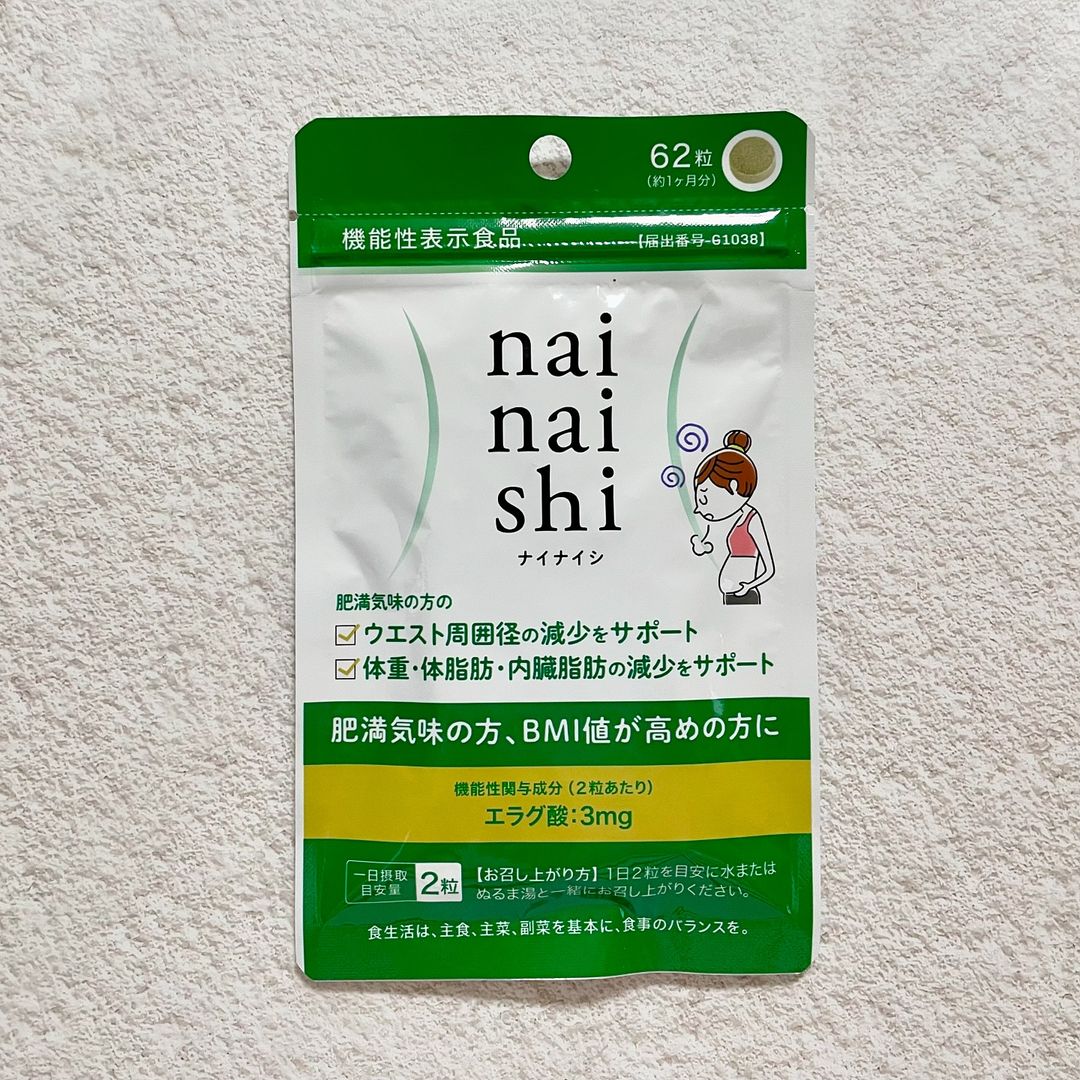 62粒
(約1ヶ月分)
機能性表示食品
【届出番号-G1038】
nai
nai
shi
ナイナイシ
肥満気味の方の
ウエスト周囲径の減少をサポート
体重・体脂肪・内臓脂肪の減少をサポート
肥満気味の方、BMI値が高めの方に
機能性関与成分(2粒あたり)
エラグ酸:3mg
一日摂取
目安量
2粒
【お召し上がり方】1日2粒を目安に水または
ぬるま湯と一緒にお召し上がりください。
食生活は、主食、主菜、副菜を基本に、食事のバランスを。